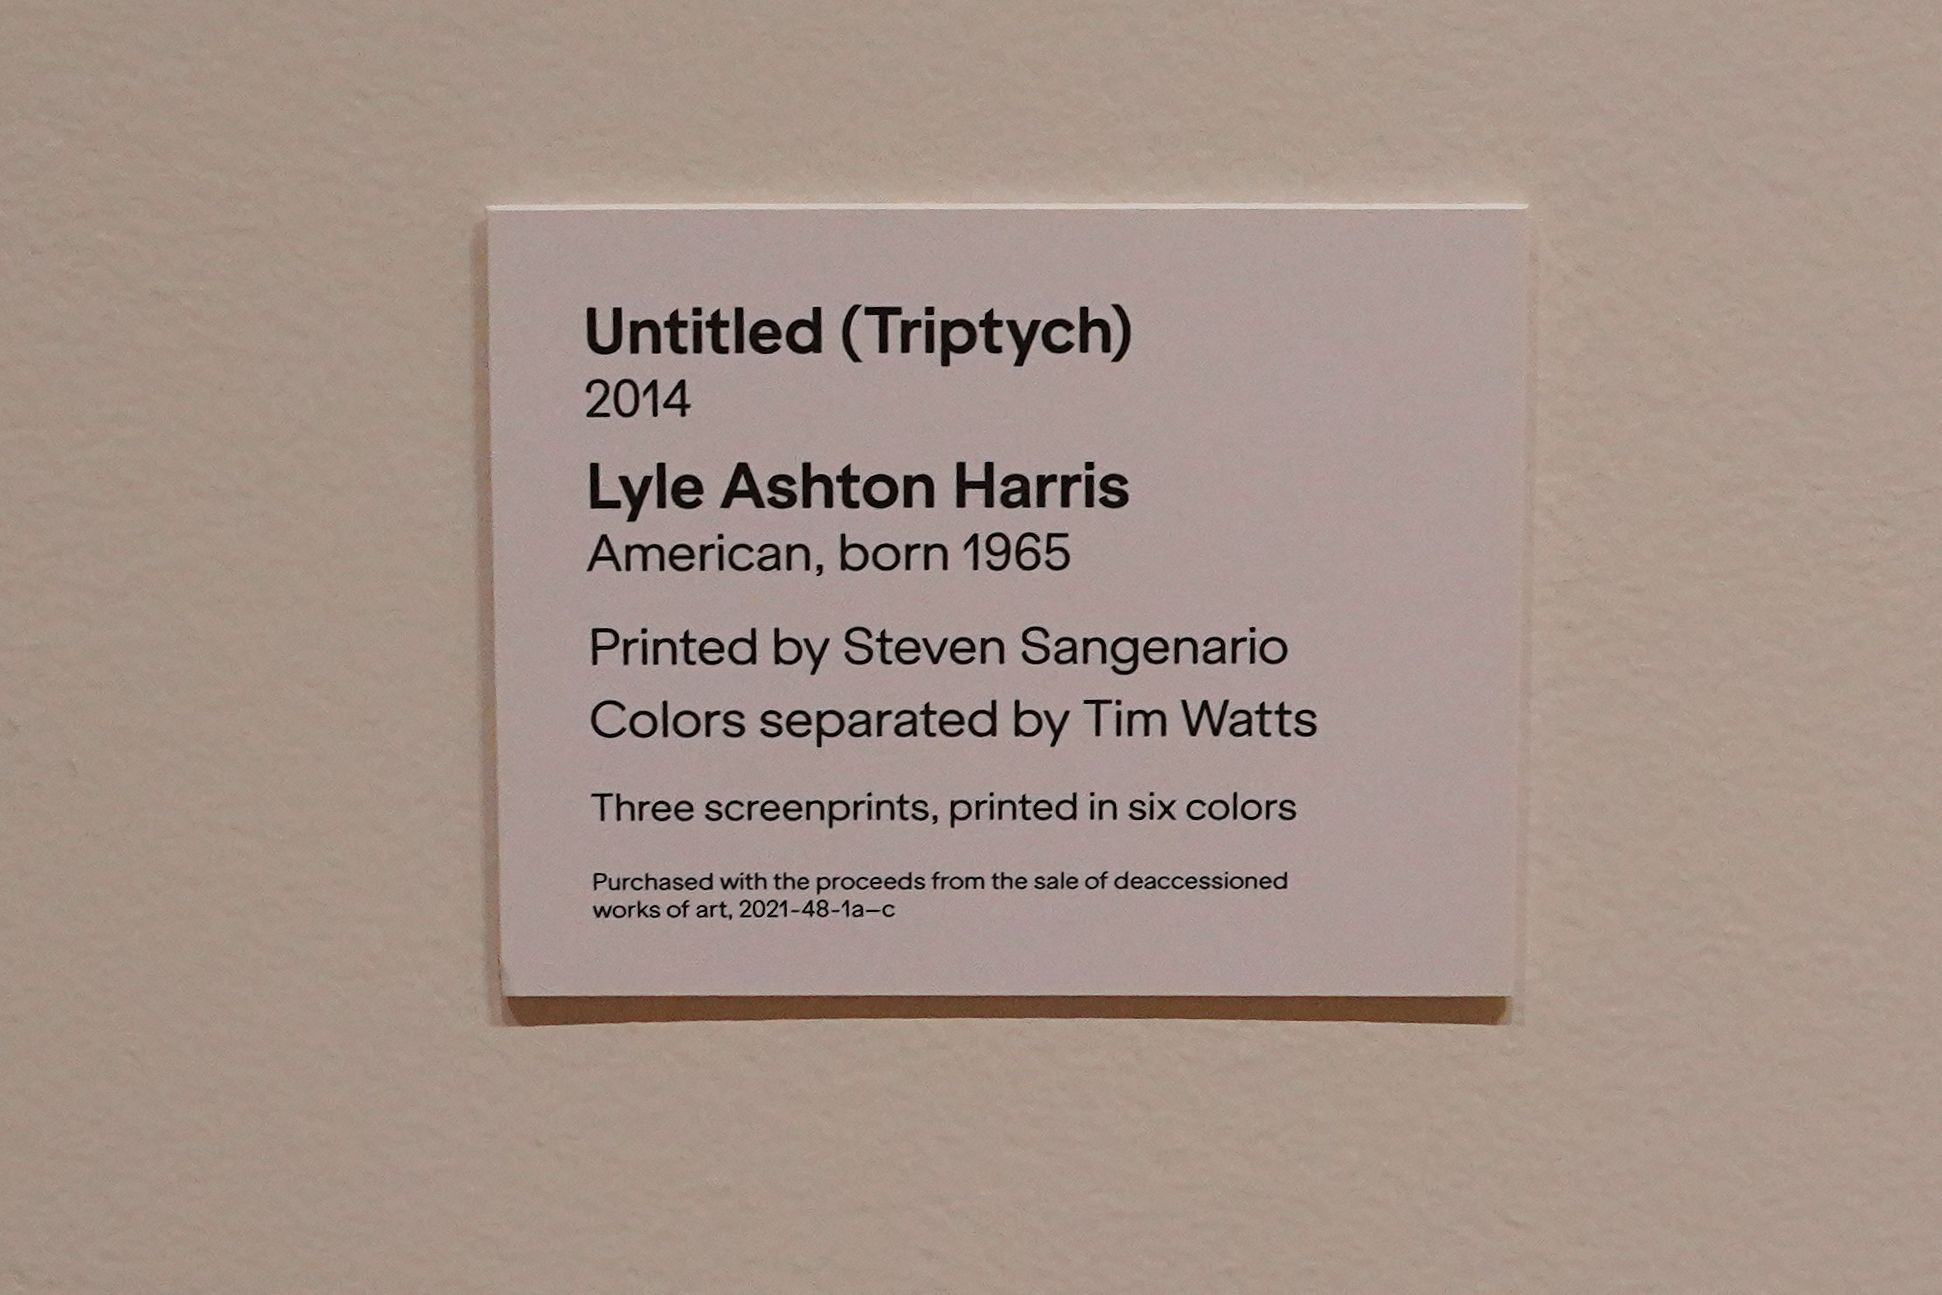 Untitled (Triptych)
2014
Lyle Ashton Harris
American, born 1965
Printed by Steven Sangenario
Colors separated by Tim Watts
Three screenprints, printed in six colors
Purchased with the proceeds from the sale of deaccessioned
works of art, 2021-48-1a–c